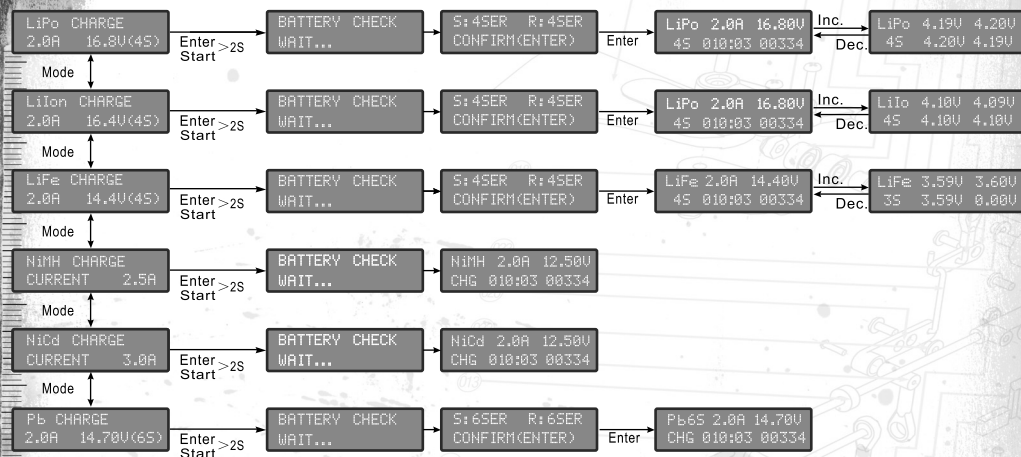 LiPo CHARGE
2.0A 16.8V(4S)
Enter
Start >2S
BATTERY CHECK
WAIT...
S:4SER R:4SER
CONFIRM(ENTER)
Enter
LiPo 2.0A 16.80V
4S 010:03 00334
Inc.
Dec.
LiPo 4.19V 4.20V
4S 4.20V 4.19V
Mode
LiIon CHARGE
2.0A 16.4V(4S)
Enter
Start >2S
BATTERY CHECK
WAIT...
S:4SER R:4SER
CONFIRM(ENTER)
Enter
LiPo 2.0A 16.80V
4S 010:03 00334
Inc.
Dec.
LiIo 4.10V 4.09V
4S 4.10V 4.10V
Mode
LiFe CHARGE
2.0A 14.4V(4S)
Enter
Start >2S
BATTERY CHECK
WAIT...
S:4SER R:4SER
CONFIRM(ENTER)
Enter
LiFe 2.0A 14.40V
4S 010:03 00334
Inc.
Dec.
LiFe 3.59V 3.60V
3S 3.59V 0.00V
Mode
NiMH CHARGE
CURRENT 2.5A
Enter
Start >2S
BATTERY CHECK
WAIT...
NiMH 2.0A 12.50V
CHG 010:03 00334
Mode
NiCd CHARGE
CURRENT 3.0A
Enter
Start >2S
BATTERY CHECK
WAIT...
NiCd 2.0A 12.50V
CHG 010:03 00334
Mode
Pb CHARGE
2.0A 14.70V(6S)
Enter
Start >2S
BATTERY CHECK
WAIT...
S:6SER R:6SER
CONFIRM(ENTER)
Enter
Pb6S 2.0A 14.70V
CHG 010:03 00334